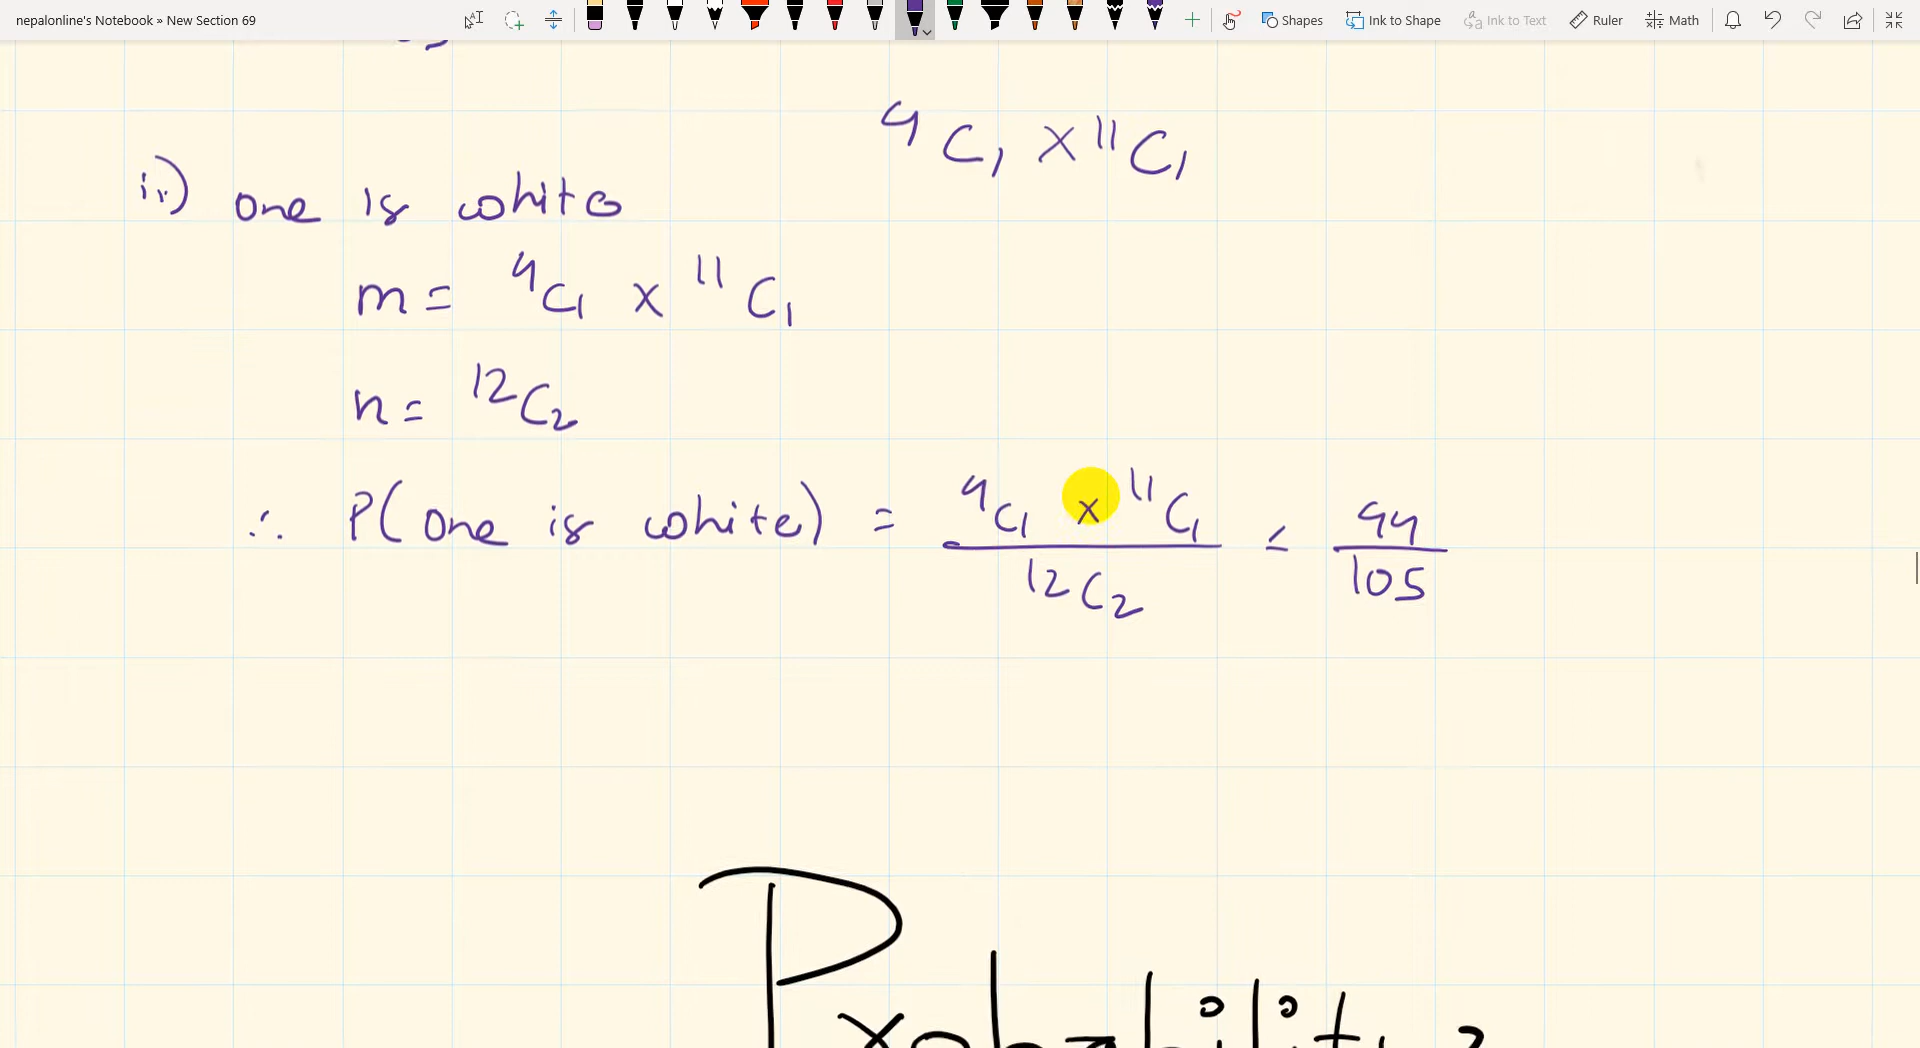 nepalonline's Notebook » New Section 69
Shapes
Ink to Shape
Ink to Text
Ruler
Math
⁴C₁ × ¹¹C₁
ii) one is white
m = ⁴C₁ × ¹¹C₁
n = ¹²C₂
∴ P(one is white) = ⁴C₁ × ¹¹C₁ / 12C₂ = 44/105